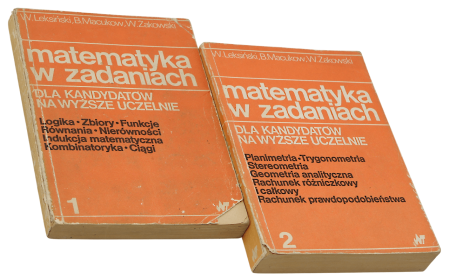 W. Leksiński, B. Macukow, W. Żakowski
matematyka
w zadaniach
DLA KANDYDATÓW
NA WYŻSZE UCZELNIE
Logika • Zbiory • Funkcje
Równania • Nierówności
Indukcja matematyczna
Kombinatoryka • Ciągi
1
W. Leksiński, B. Macukow, W. Żakowski
matematyka
w zadaniach
DLA KANDYDATÓW
NA WYŻSZE UCZELNIE
Planimetria • Trygonometria
Stereometria
Geometria analityczna
Rachunek różniczkowy
i całkowy
Rachunek prawdopodobieństwa
2